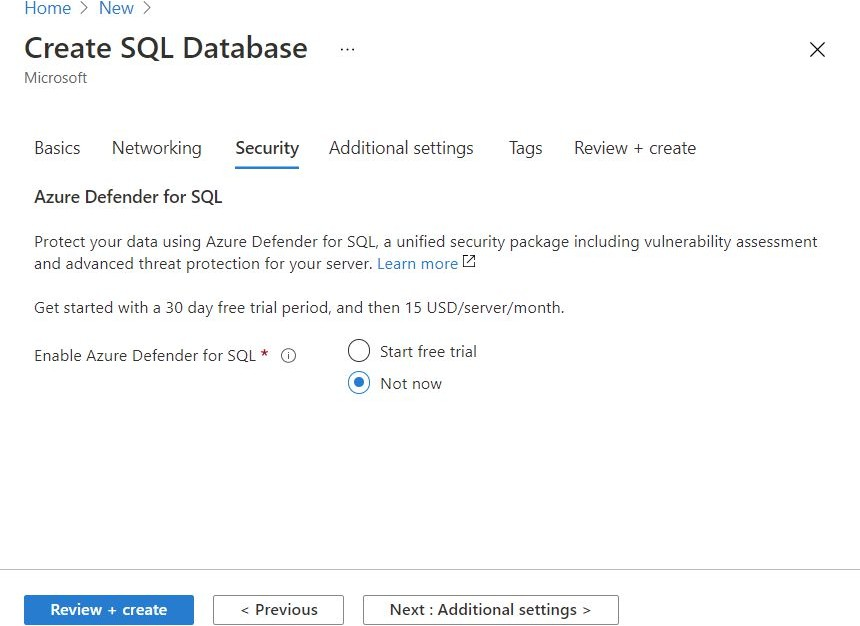 Home > New >
Create SQL Database ...
Microsoft
Basics Networking Security Additional settings Tags Review + create
Azure Defender for SQL
Protect your data using Azure Defender for SQL, a unified security package including vulnerability assessment
and advanced threat protection for your server. Learn more
Get started with a 30 day free trial period, and then 15 USD/server/month.
Enable Azure Defender for SQL *
Start free trial
Not now
Review + create < Previous Next : Additional settings >